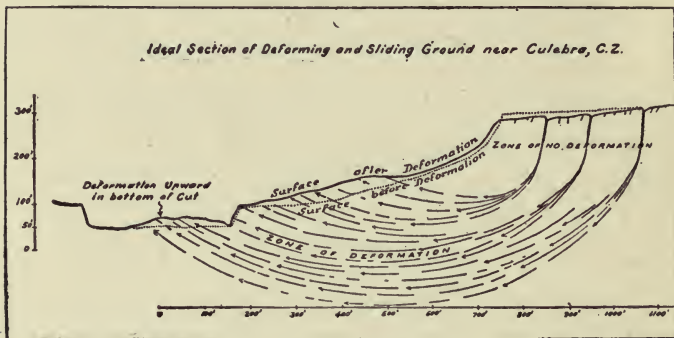 Ideal Section of Deforming and Sliding Ground near Culebra, C.Z.
300'
200'
100'
50'
0
Deformation Upward
in bottom of Cut
Surface after Deformation
Surface before Deformation
ZONE OF NO DEFORMATION
ZONE OF DEFORMATION
0 100' 200' 300' 400' 500' 600' 700' 800' 900' 1000' 1100'